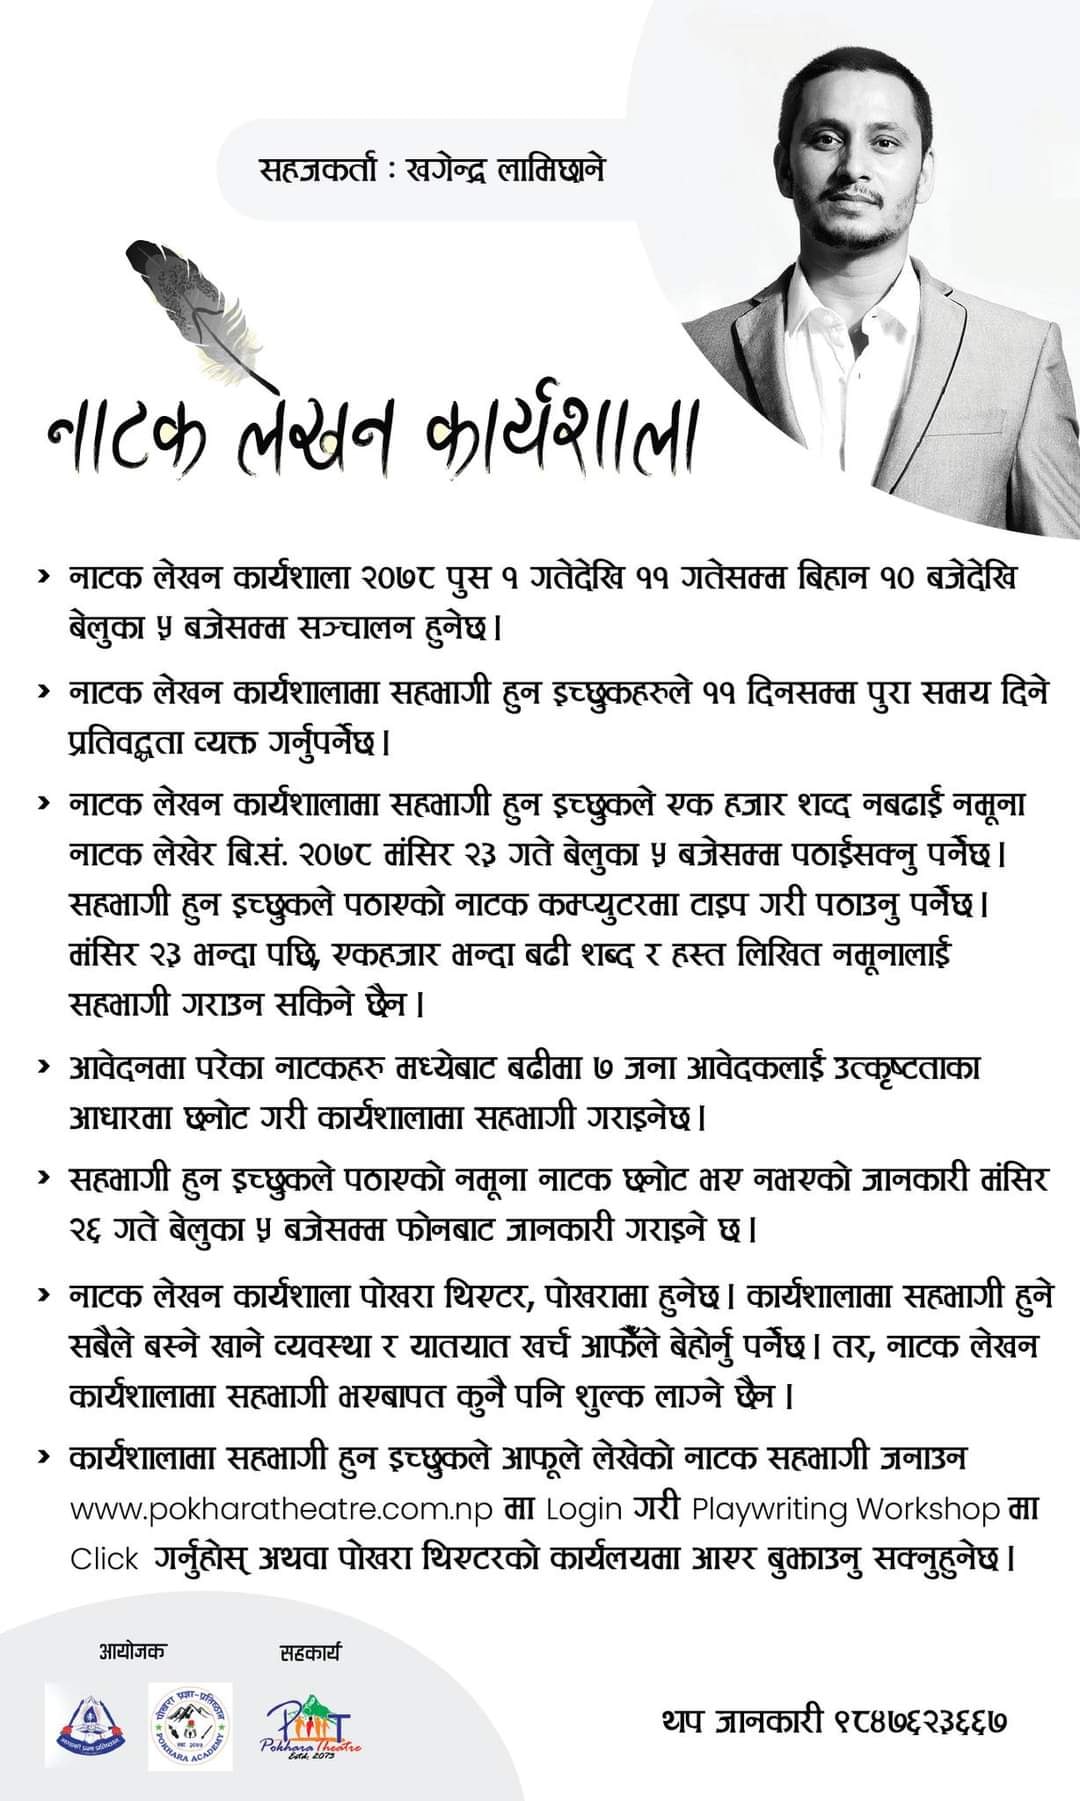 सहजकर्ता : खगेन्द्र लामिछाने
नाटक लेखन कार्यशाला
› नाटक लेखन कार्यशाला २०७८ पुस १ गतेदेखि ११ गतेसम्म बिहान १० बजेदेखि
बेलुका ५ बजेसम्म सञ्चालन हुनेछ।
› नाटक लेखन कार्यशालामा सहभागी हुन इच्छुकहरुले ११ दिनसम्म पुरा समय दिने
प्रतिवद्धता व्यक्त गर्नुपर्नेछ।
› नाटक लेखन कार्यशालामा सहभागी हुन इच्छुकले एक हजार शव्द नबढाई नमूना
नाटक लेखेर बि.सं. २०७८ मंसिर २३ गते बेलुका ५ बजेसम्म पठाईसक्नु पर्नेछ।
सहभागी हुन इच्छुकले पठाएको नाटक कम्प्युटरमा टाइप गरी पठाउनु पर्नेछ।
मंसिर २३ भन्दा पछि, एकहजार भन्दा बढी शब्द र हस्त लिखित नमूनालाई
सहभागी गराउन सकिने छैन।
› आवेदनमा परेका नाटकहरु मध्येबाट बढीमा ७ जना आवेदकलाई उत्कृष्टताका
आधारमा छनोट गरी कार्यशालामा सहभागी गराइनेछ।
› सहभागी हुन इच्छुकले पठाएको नमूना नाटक छनोट भए नभएको जानकारी मंसिर
२६ गते बेलुका ५ बजेसम्म फोनबाट जानकारी गराइने छ।
› नाटक लेखन कार्यशाला पोखरा थिएटर, पोखरामा हुनेछ। कार्यशालामा सहभागी हुने
सबैले बस्ने खाने व्यवस्था र यातयात खर्च आफैँले बेहोर्नु पर्नेछ। तर, नाटक लेखन
कार्यशालामा सहभागी भएबापत कुनै पनि शुल्क लाग्ने छैन।
› कार्यशालामा सहभागी हुन इच्छुकले आफूले लेखेको नाटक सहभागी जनाउन
www.pokharatheatre.com.np मा Login गरी Playwriting Workshop मा
Click गर्नुहोस् अथवा पोखरा थिएटरको कार्यलयमा आएर बुझाउनु सक्नुहुनेछ।
आयोजक
सहकार्य
पोखरा प्रज्ञा-प्रतिष्ठान
POKHARA ACADEMY
Pokhara Theatre
Estd. 2073
थप जानकारी ९८४७६२३६६७